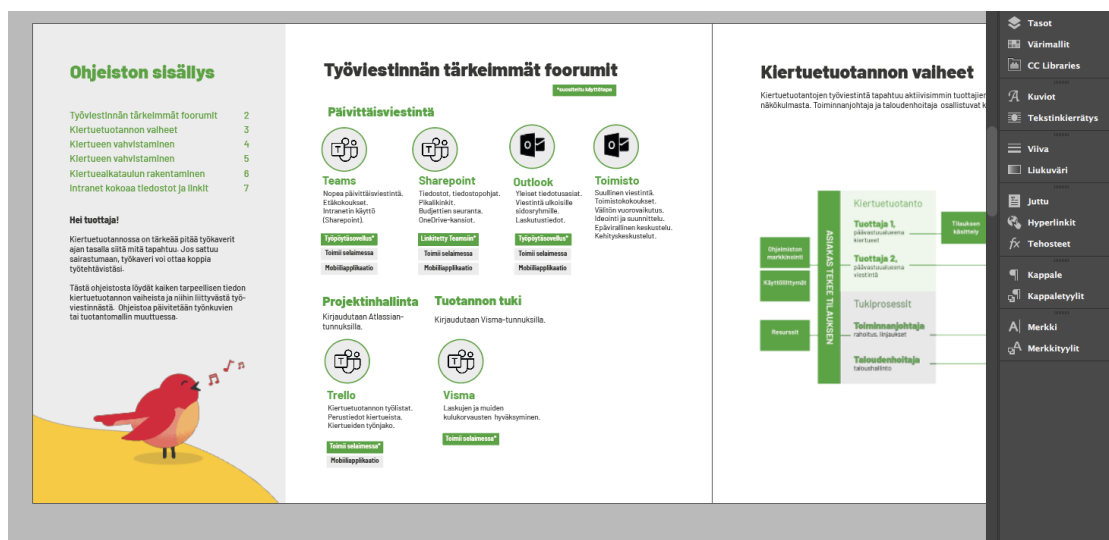 Ohjeiston sisällys
Työviestinnän tärkeimmät foorumit 2
Kiertuetuotannon vaiheet 3
Kiertueen vahvistaminen 4
Kiertueen vahvistaminen 5
Kiertueaikataulun rakentaminen 6
Intranet kokoaa tiedostot ja linkit 7
Hei tuottaja!
Kiertuetuotannossa on tärkeää pitää työkaverit
ajan tasalla siitä mitä tapahtuu. Jos sattuu
sairastumaan, työkaveri voi ottaa koppia
työtehtävistäsi.
Tästä ohjeistosta löydät kaiken tarpeellisen tiedon
kiertuetuotannon vaiheista ja niihin liittyvästä työ-
viestinnästä. Ohjeistoa päivitetään työnkuvien
tai tuotantomallin muuttuessa.
Työviestinnän tärkeimmät foorumit
*suositeltu käyttötapa
Päivittäisviestintä
Teams
Nopea päivittäisviestintä.
Etäkokoukset.
Intranetin käyttö
(Sharepoint).
Työpöytäsovellus*
Toimii selaimessa
Mobiiliapplikaatio
Sharepoint
Tiedostot, tiedostopohjat.
Pikalikinkit.
Budjettien seuranta.
OneDrive-kansiot.
Linkitetty Teamsiin*
Toimii selaimessa
Mobiiliapplikaatio
Outlook
Yleiset tiedotusasiat.
Viestintä ulkoisille
sidosryhmille.
Laskutustiedot.
Työpöytäsovellus*
Toimii selaimessa
Mobiiliapplikaatio
Toimisto
Suullinen viestintä.
Toimistokokoukset.
Välitön vuorovaikutus.
Ideointi ja suunnittelu.
Epävirallinen keskustelu.
Kehityskeskustelut.
Projektinhallinta
Kirjaudutaan Atlassian-
tunnuksilla.
Trello
Kiertuetuotannon työlistat.
Perustiedot kiertueista.
Kiertueiden työnjako.
Toimii selaimessa*
Mobiiliapplikaatio
Tuotannon tuki
Kirjaudutaan Visma-tunnuksilla.
Visma
Laskujen ja muiden
kulukorvausten hyväksyminen.
Toimii selaimessa*
Kiertuetuotannon vaiheet
Kiertuetuotantojen työviestintä tapahtuu aktiivisimmin tuottajien
näkökulmasta. Toiminnanjohtaja ja taloudenhoitaja osallistuvat k
Ohjelmiston
markkinointi
Käyttöliittymät
Resurssit
ASIAKAS TEKEE TILAUKSEN
Kiertuetuotanto
Tuottaja 1,
päävastuualueena
kiertueet
Tuottaja 2,
päävastuualueena
viestintä
Tukiprosessit
Toiminnanjohtaja
rahoitus, linjaukset
Taloudenhoitaja
taloushallinto
Tilauksen
käsittely
Tasot
Värimallit
CC Libraries
Kuviot
Tekstinkierrätys
Viiva
Liukuväri
Juttu
Hyperlinkit
Tehosteet
Kappale
Kappaletyylit
Merkki
Merkkityylit